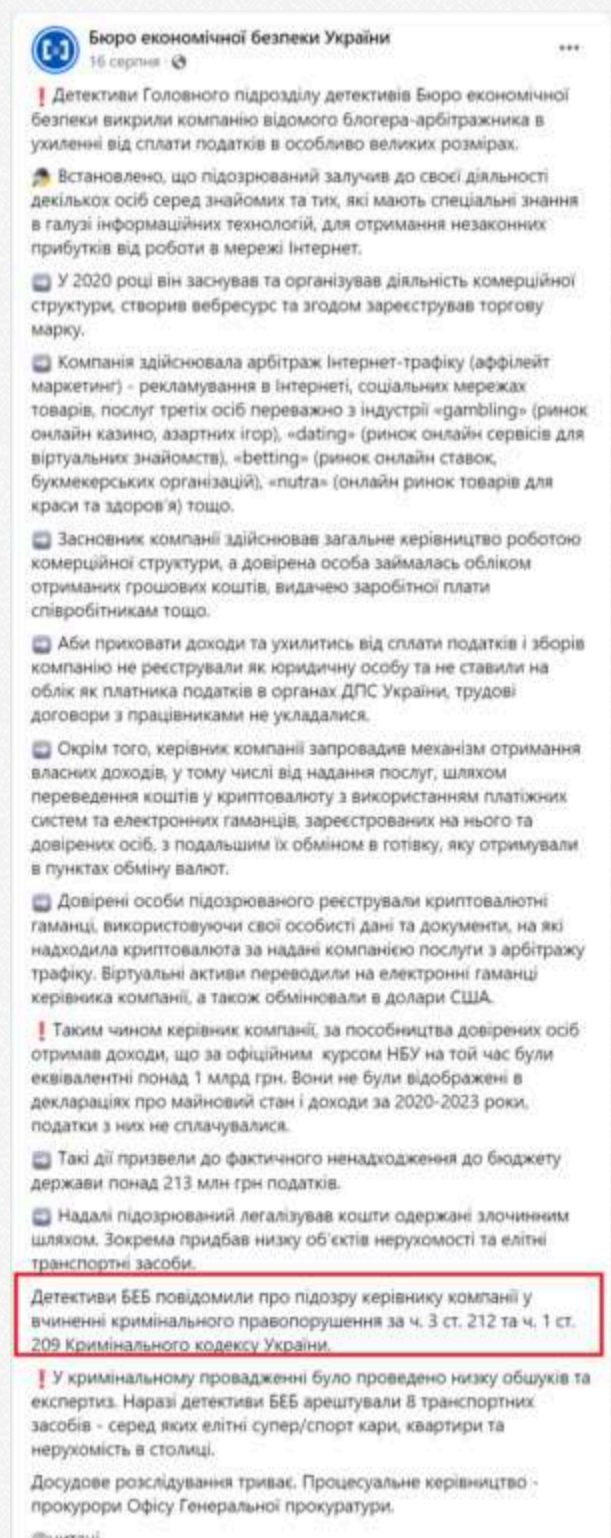 Бюро економічної безпеки України
16 серпня ·
❗ Детективи Головного підрозділу детективів Бюро економічної
безпеки викрили компанію відомого блогера-арбітражника в
ухиленні від сплати податків в особливо великих розмірах.
Встановлено, що підозрюваний залучив до своєї діяльності
декількох осіб серед знайомих та тих, які мають спеціальні знання
в галузі інформаційних технологій, для отримання незаконних
прибутків від роботи в мережі Інтернет.
➡️ У 2020 році він заснував та організував діяльність комерційної
структури, створив вебресурс та згодом зареєстрував торгову
марку.
➡️ Компанія здійснювала арбітраж Інтернет-трафіку (аффілейт
маркетинг) - рекламування в Інтернеті, соціальних мережах
товарів, послуг третіх осіб переважно з індустрії «gambling» (ринок
онлайн казино, азартних ігор), «dating» (ринок онлайн сервісів для
віртуальних знайомств), «betting» (ринок онлайн ставок,
букмекерських організацій), «nutra» (онлайн ринок товарів для
краси та здоров'я) тощо.
➡️ Засновник компанії здійснював загальне керівництво роботою
комерційної структури, а довірена особа займалась обліком
отриманих грошових коштів, видачею заробітної плати
співробітникам тощо.
➡️ Аби приховати доходи та ухилитись від сплати податків і зборів
компанію не реєстрували як юридичну особу та не ставили на
облік як платника податків в органах ДПС України, трудові
договори з працівниками не укладалися.
➡️ Окрім того, керівник компанії запровадив механізм отримання
власних доходів, у тому числі від надання послуг, шляхом
переведення коштів у криптовалюту з використанням платіжних
систем та електронних гаманців, зареєстрованих на нього та
довірених осіб, з подальшим їх обміном в готівку, яку отримували
в пунктах обміну валют.
➡️ Довірені особи підозрюваного реєстрували криптовалютні
гаманці, використовуючи свої особисті дані та документи, на які
надходила криптовалюта за надані компанією послуги з арбітражу
трафіку. Віртуальні активи переводили на електронні гаманці
керівника компанії, а також обмінювали в долари США.
❗ Таким чином керівник компанії, за пособництва довірених осіб
отримав доходи, що за офіційним курсом НБУ на той час були
еквівалентні понад 1 млрд грн. Вони не були відображені в
деклараціях про майновий стан і доходи за 2020-2023 роки,
податки з них не сплачувалися.
➡️ Такі дії призвели до фактичного ненадходження до бюджету
держави понад 213 млн грн податків.
➡️ Надалі підозрюваний легалізував кошти одержані злочинним
шляхом. Зокрема придбав низку об'єктів нерухомості та елітні
транспортні засоби.
Детективи БЕБ повідомили про підозру керівнику компанії у
вчиненні кримінального правопорушення за ч. 3 ст. 212 та ч. 1 ст.
209 Кримінального кодексу України.
❗ У кримінальному провадженні було проведено низку обшуків та
експертиз. Наразі детективи БЕБ арештували 8 транспортних
засобів - серед яких елітні супер/спорт кари, квартири та
нерухомість в столиці.
Досудове розслідування триває. Процесуальне керівництво -
прокурори Офісу Генеральної прокуратури.